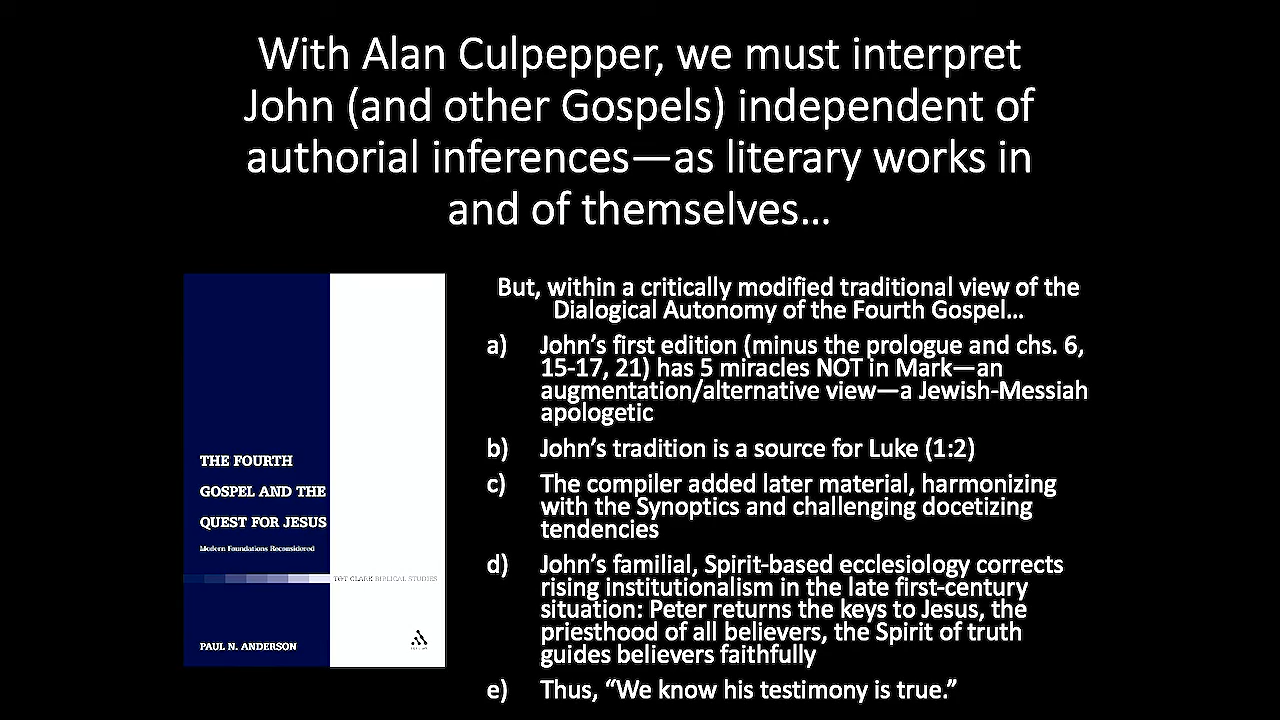 With Alan Culpepper, we must interpret
John (and other Gospels) independent of
authorial inferences—as literary works in
and of themselves…
THE FOURTH
GOSPEL AND THE
QUEST FOR JESUS
Modern Foundations Reconsidered
T&T CLARK BIBLICAL STUDIES
PAUL N. ANDERSON
But, within a critically modified traditional view of the
Dialogical Autonomy of the Fourth Gospel…
a) John’s first edition (minus the prologue and chs. 6,
15-17, 21) has 5 miracles NOT in Mark—an
augmentation/alternative view—a Jewish-Messiah
apologetic
b) John’s tradition is a source for Luke (1:2)
c) The compiler added later material, harmonizing
with the Synoptics and challenging docetizing
tendencies
d) John’s familial, Spirit-based ecclesiology corrects
rising institutionalism in the late first-century
situation: Peter returns the keys to Jesus, the
priesthood of all believers, the Spirit of truth
guides believers faithfully
e) Thus, “We know his testimony is true.”